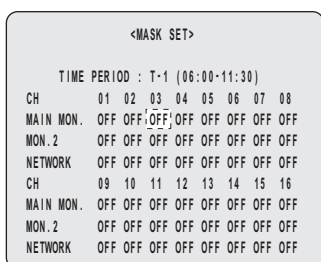 <MASK SET>
TIME PERIOD : T-1 (06:00-11:30)
CH 01 02 03 04 05 06 07 08
MAIN MON. OFF OFF OFF OFF OFF OFF OFF OFF
MON.2 OFF OFF OFF OFF OFF OFF OFF OFF
NETWORK OFF OFF OFF OFF OFF OFF OFF OFF
CH 09 10 11 12 13 14 15 16
MAIN MON. OFF OFF OFF OFF OFF OFF OFF OFF
MON.2 OFF OFF OFF OFF OFF OFF OFF OFF
NETWORK OFF OFF OFF OFF OFF OFF OFF OFF